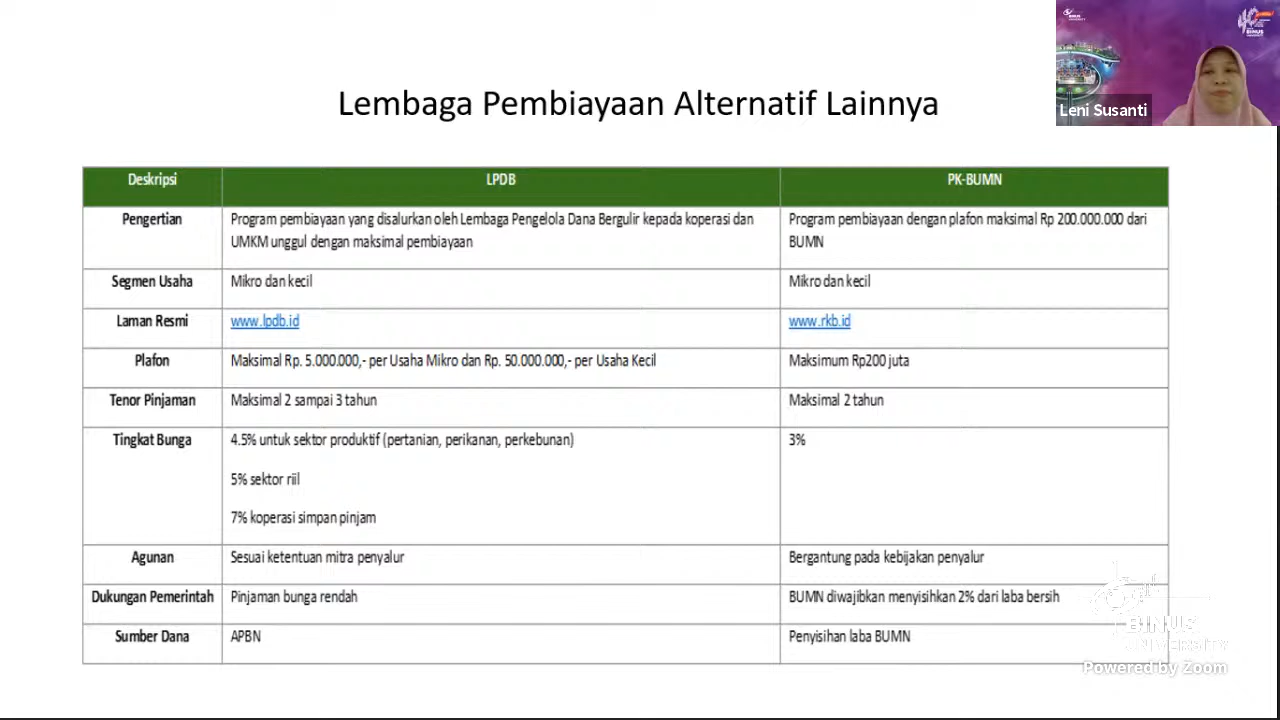 Lembaga Pembiayaan Alternatif Lainnya
BINUS
UNIVERSITY
BINUS
Leni Susanti
Deskripsi LPDB PK-BUMN
Pengertian Program pembiayaan yang disalurkan oleh Lembaga Pengelola Dana Bergulir kepada koperasi dan Program pembiayaan dengan plafon maksimal Rp 200.000.000 dari
UMKM unggul dengan maksimal pembiayaan BUMN
Segmen Usaha Mikro dan kecil Mikro dan kecil
Laman Resmi www.lpdb.id www.rkb.id
Plafon Maksimal Rp. 5.000.000,- per Usaha Mikro dan Rp. 50.000.000,- per Usaha Kecil Maksimum Rp200 juta
Tenor Pinjaman Maksimal 2 sampai 3 tahun Maksimal 2 tahun
Tingkat Bunga 4.5% untuk sektor produktif (pertanian, perikanan, perkebunan) 3%
5% sektor riil
7% koperasi simpan pinjam
Agunan Sesuai ketentuan mitra penyalur Bergantung pada kebijakan penyalur
Dukungan Pemerintah Pinjaman bunga rendah BUMN diwajibkan menyisihkan 2% dari laba bersih
Sumber Dana APBN Penyisihan laba BUMN
BINUS
UNIVERSITY
Powered by Zoom